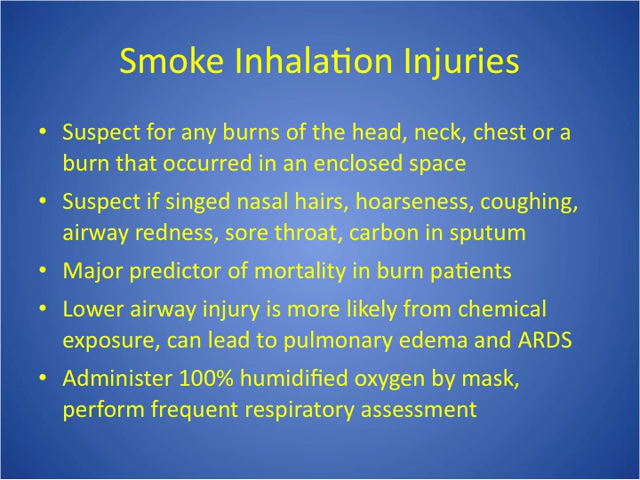 Smoke Inhalation Injuries
• Suspect for any burns of the head, neck, chest or a
burn that occurred in an enclosed space
• Suspect if singed nasal hairs, hoarseness, coughing,
airway redness, sore throat, carbon in sputum
• Major predictor of mortality in burn patients
• Lower airway injury is more likely from chemical
exposure, can lead to pulmonary edema and ARDS
• Administer 100% humidified oxygen by mask,
perform frequent respiratory assessment